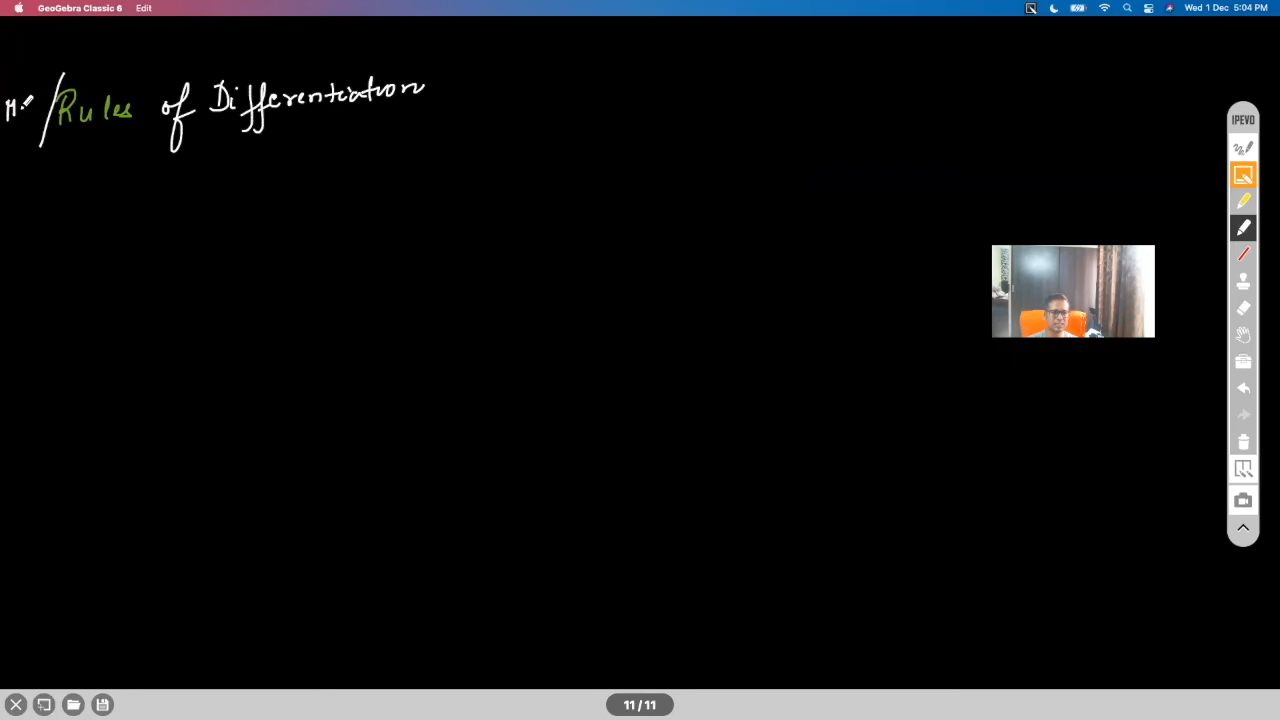 GeoGebra Classic 6 Edit Wed 1 Dec 5:04 PM
/Rules of Differentiation
IPEVO
11/11